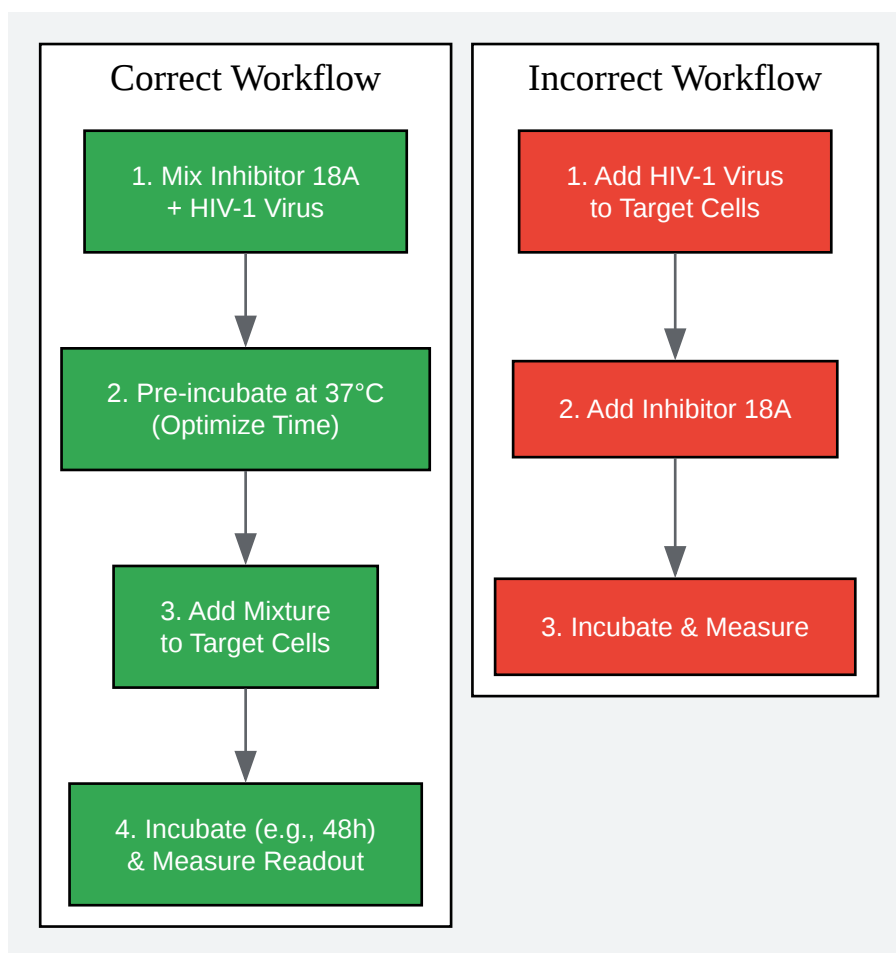 Correct Workflow
1. Mix Inhibitor 18A
+ HIV-1 Virus
2. Pre-incubate at 37°C
(Optimize Time)
3. Add Mixture
to Target Cells
4. Incubate (e.g., 48h)
& Measure Readout
Incorrect Workflow
1. Add HIV-1 Virus
to Target Cells
2. Add Inhibitor 18A
3. Incubate & Measure